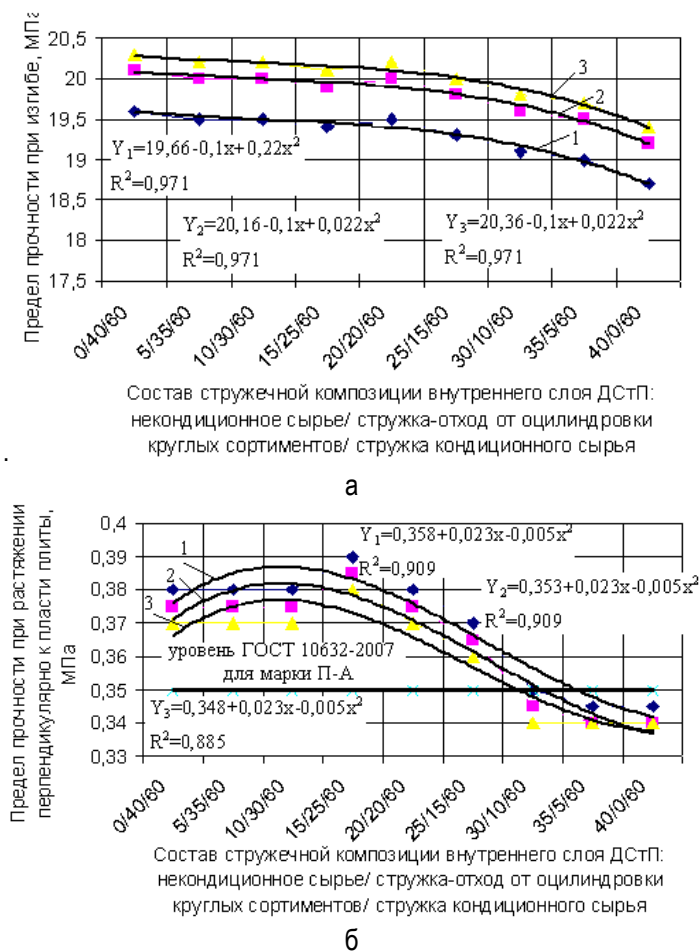 Предел прочности при изгибе, МПа
20,5
20
19,5
19
18,5
18
17,5
3
2
1
Y₁=19,66-0,1x+0,22x²
R²=0,971
Y₂=20,16-0,1x+0,022x²
R²=0,971
Y₃=20,36-0,1x+0,022x²
R²=0,971
0/40/60
5/35/60
10/30/60
15/25/60
20/20/60
25/15/60
30/10/60
35/5/60
40/0/60
Состав стружечной композиции внутреннего слоя ДСтП:
некондиционное сырье/ стружка-отход от оцилиндровки
круглых сортиментов/ стружка кондиционного сырья
.
а
Предел прочности при растяжении
перпендикулярно к пласти плиты,
МПа
0,4
0,39
0,38
0,37
0,36
0,35
0,34
0,33
1
2
3
Y₁=0,358+0,023x-0,005x²
R²=0,909
Y₂=0,353+0,023x-0,005x²
R²=0,909
уровень ГОСТ 10632-2007
для марки П-А
Y₃=0,348+0,023x-0,005x²
R²=0,885
0/40/60
5/35/60
10/30/60
15/25/60
20/20/60
25/15/60
30/10/60
35/5/60
40/0/60
Состав стружечной композиции внутреннего слоя ДСтП:
некондиционное сырье/ стружка-отход от оцилиндровки
круглых сортиментов/ стружка кондиционного сырья
б